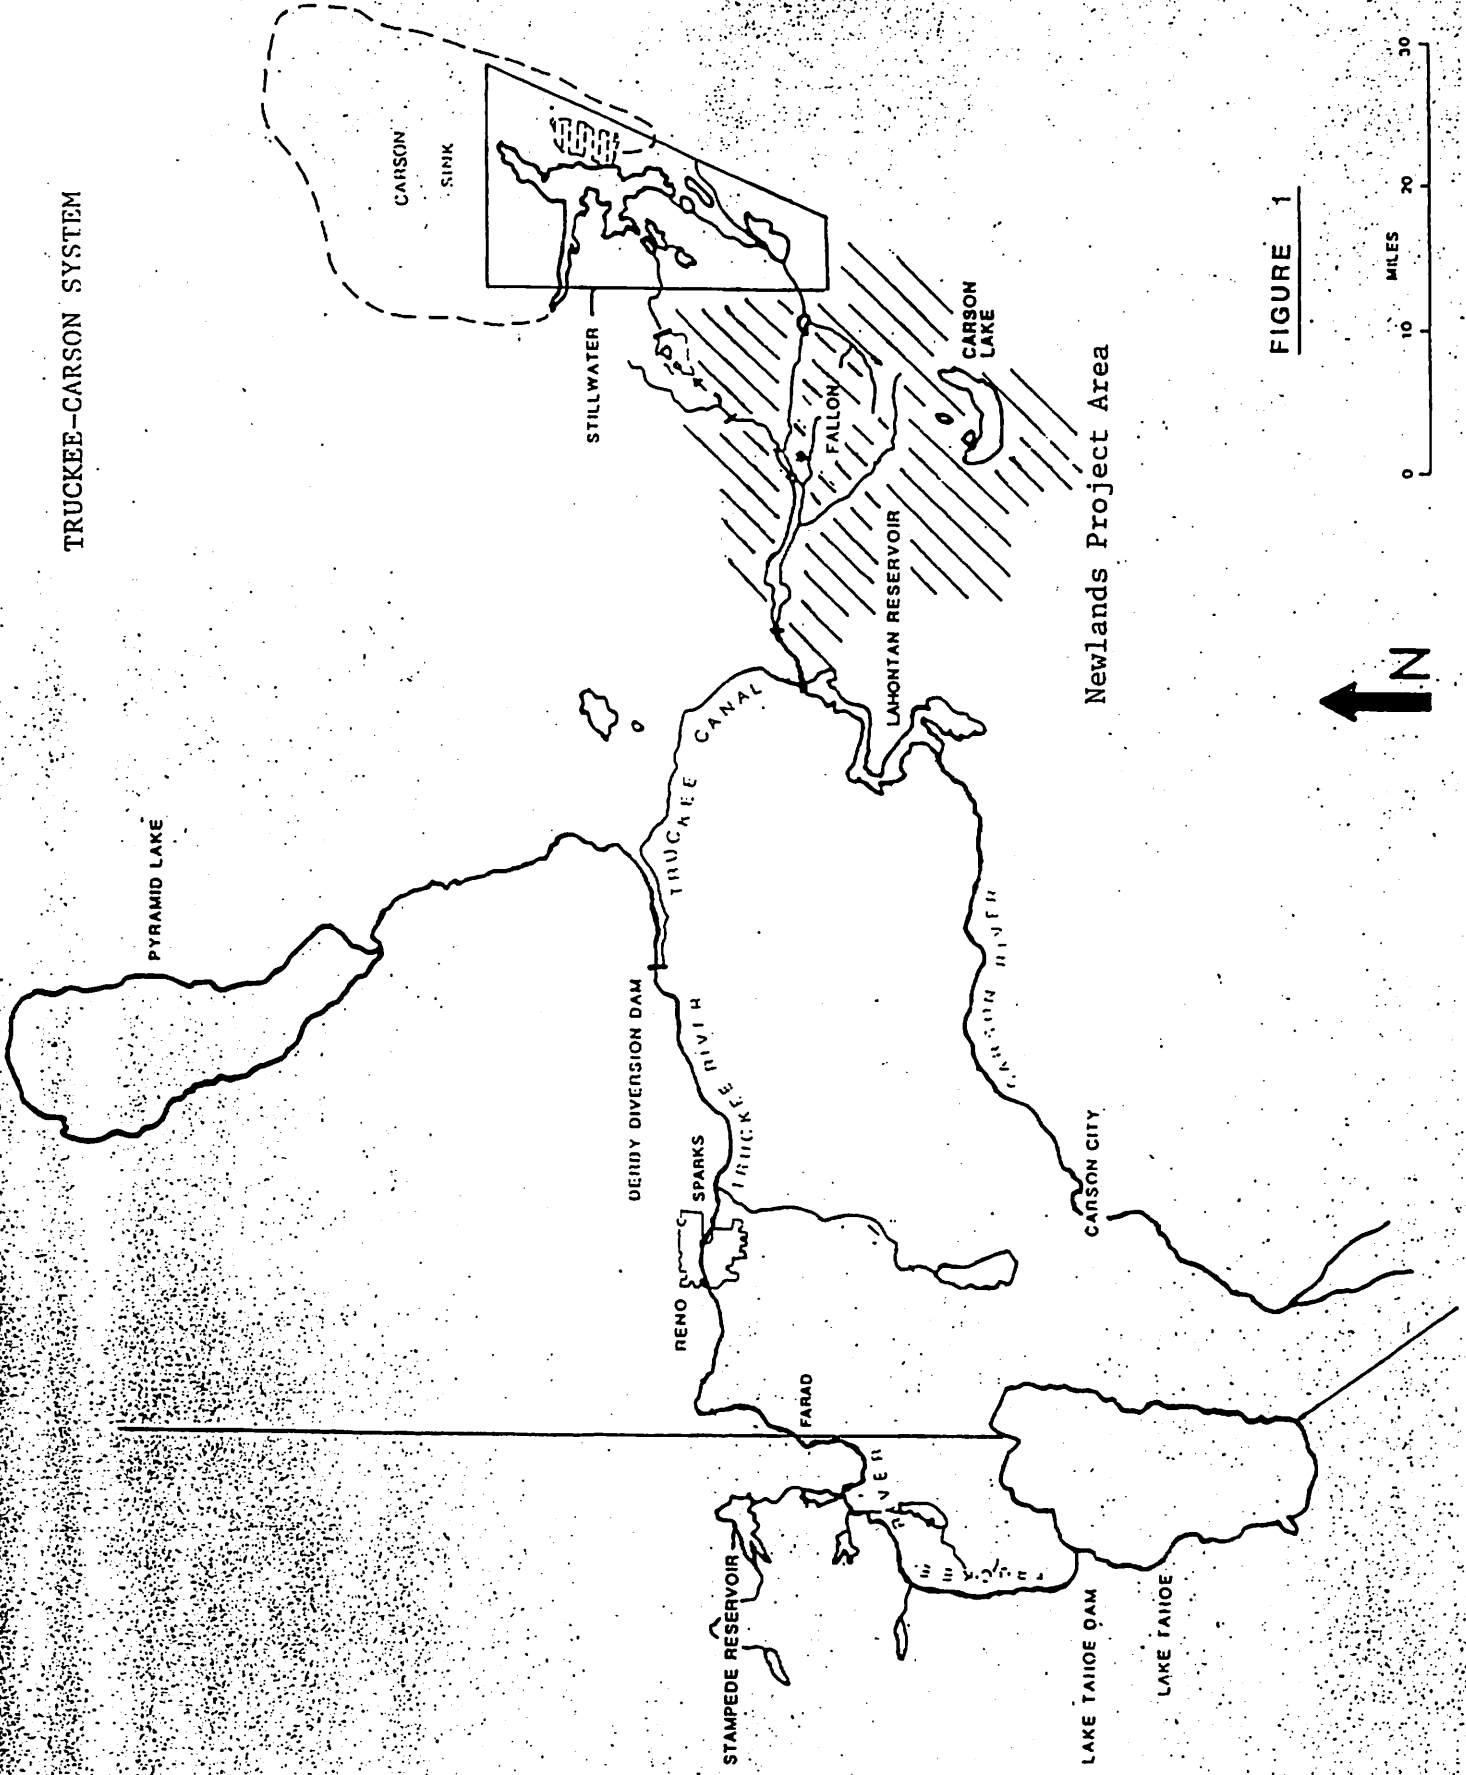 TRUCKEE-CARSON SYSTEM
PYRAMID LAKE
CARSON
SINK
STILLWATER
DERBY DIVERSION DAM
TRUCKEE CANAL
SPARKS
RENO
TRUCKEE RIVER
FARAD
STAMPEDE RESERVOIR
TRUCKEE RIVER
FALLON
LAHONTAN RESERVOIR
CARSON
LAKE
CARSON RIVER
CARSON CITY
LAKE TAHOE DAM
LAKE TAHOE
Newlands Project Area
FIGURE 1
N
0 10 20 30
MILES